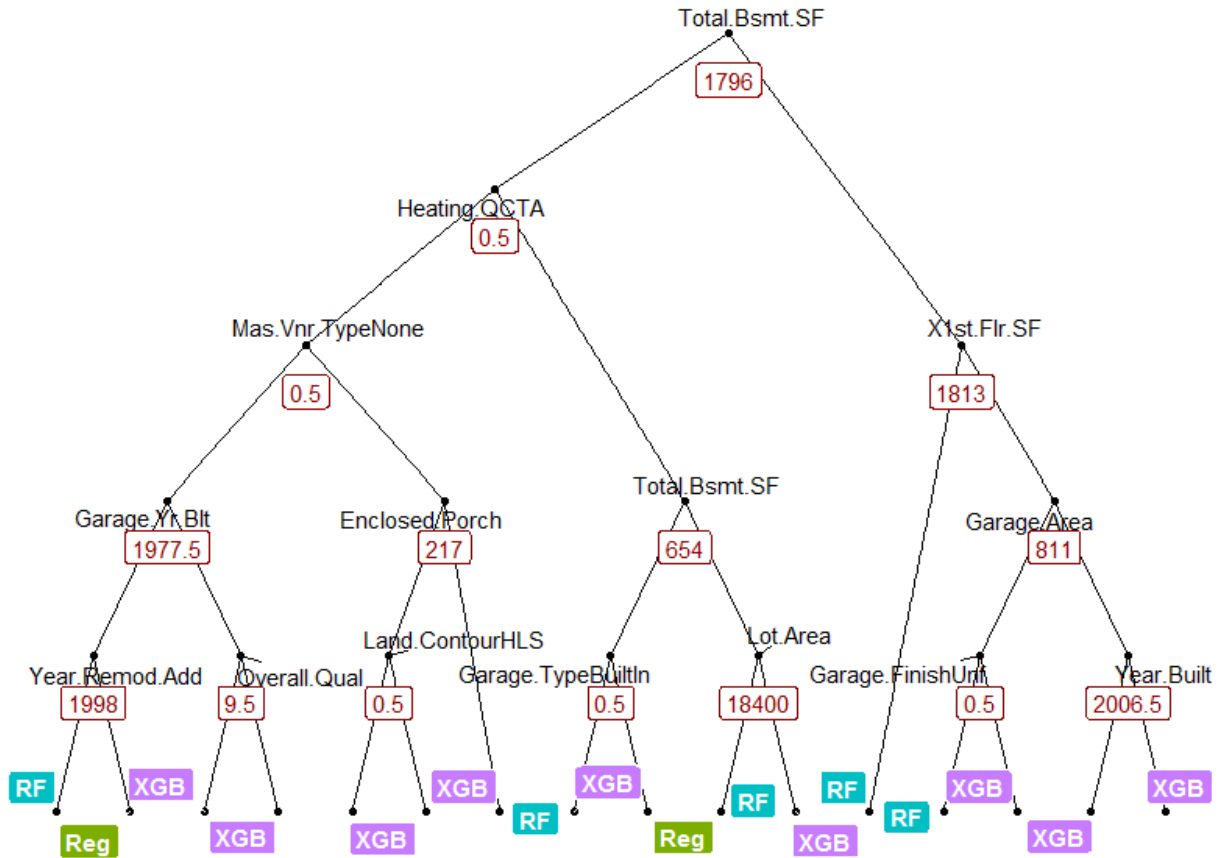 Total.Bsmt.SF
1796
Heating.QCTA
0.5
Mas.Vnr.TypeNone
X1st.Flr.SF
0.5
1813
Garage.Yr.Blt
Enclosed.Porch
Total.Bsmt.SF
Garage.Area
1977.5
217
654
811
Year.Remod.Add
Overall.Qual
Land.ContourHLS
Garage.TypeBuiltIn
Lot.Area
Garage.FinishUnf
Year.Built
1998
9.5
0.5
0.5
18400
0.5
2006.5
RF
XGB
XGB
XGB
RF
RF
XGB
XGB
Reg
XGB
XGB
RF
Reg
XGB
RF
XGB